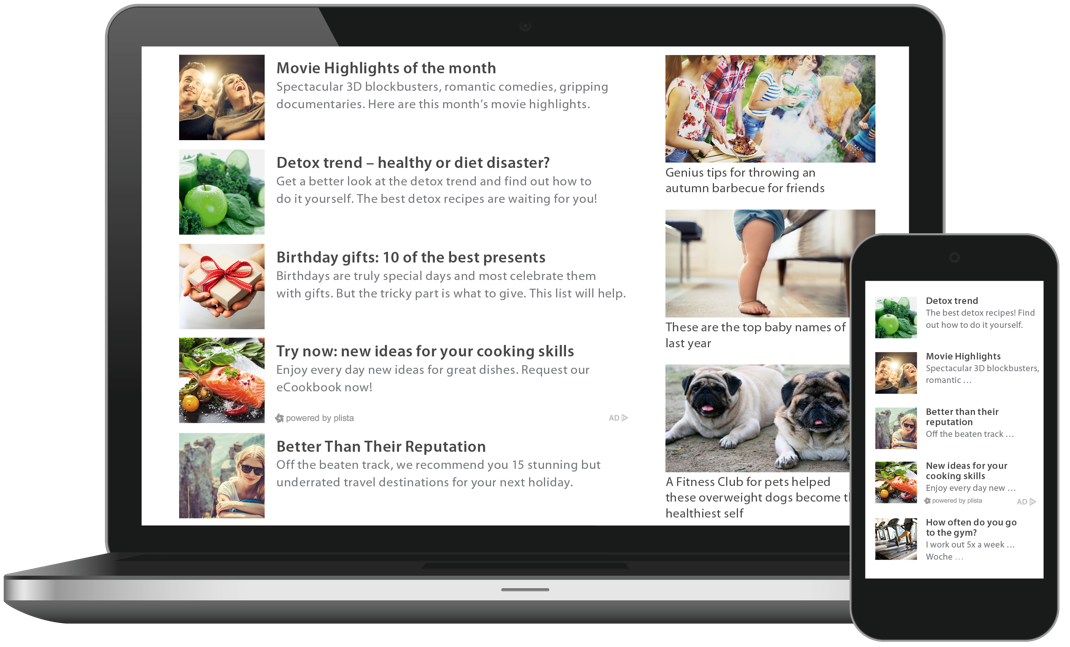 Movie Highlights of the month
Spectacular 3D blockbusters, romantic comedies, gripping
documentaries. Here are this month's movie highlights.
Detox trend – healthy or diet disaster?
Get a better look at the detox trend and find out how to
do it yourself. The best detox recipes are waiting for you!
Birthday gifts: 10 of the best presents
Birthdays are truly special days and most celebrate them
with gifts. But the tricky part is what to give. This list will help.
Try now: new ideas for your cooking skills
Enjoy every day new ideas for great dishes. Request our
eCookbook now!
powered by plista
AD
Better Than Their Reputation
Off the beaten track, we recommend you 15 stunning but
underrated travel destinations for your next holiday.
Genius tips for throwing an
autumn barbecue for friends
These are the top baby names of
last year
A Fitness Club for pets helped
these overweight dogs become t
healthiest self
Detox trend
The best detox recipes! Find
out how to do it yourself.
Movie Highlights
Spectacular 3D blockbusters,
romantic ...
Better than their
reputation
Off the beaten track ...
New ideas for your
cooking skills
Enjoy every day new ...
powered by plista
AD
How often do you go
to the gym?
I work out 5x a week ...
Woche ...